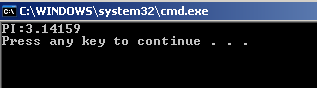 C:\WINDOWS\system32\cmd.exe
PI:3.14159
Press any key to continue . . .